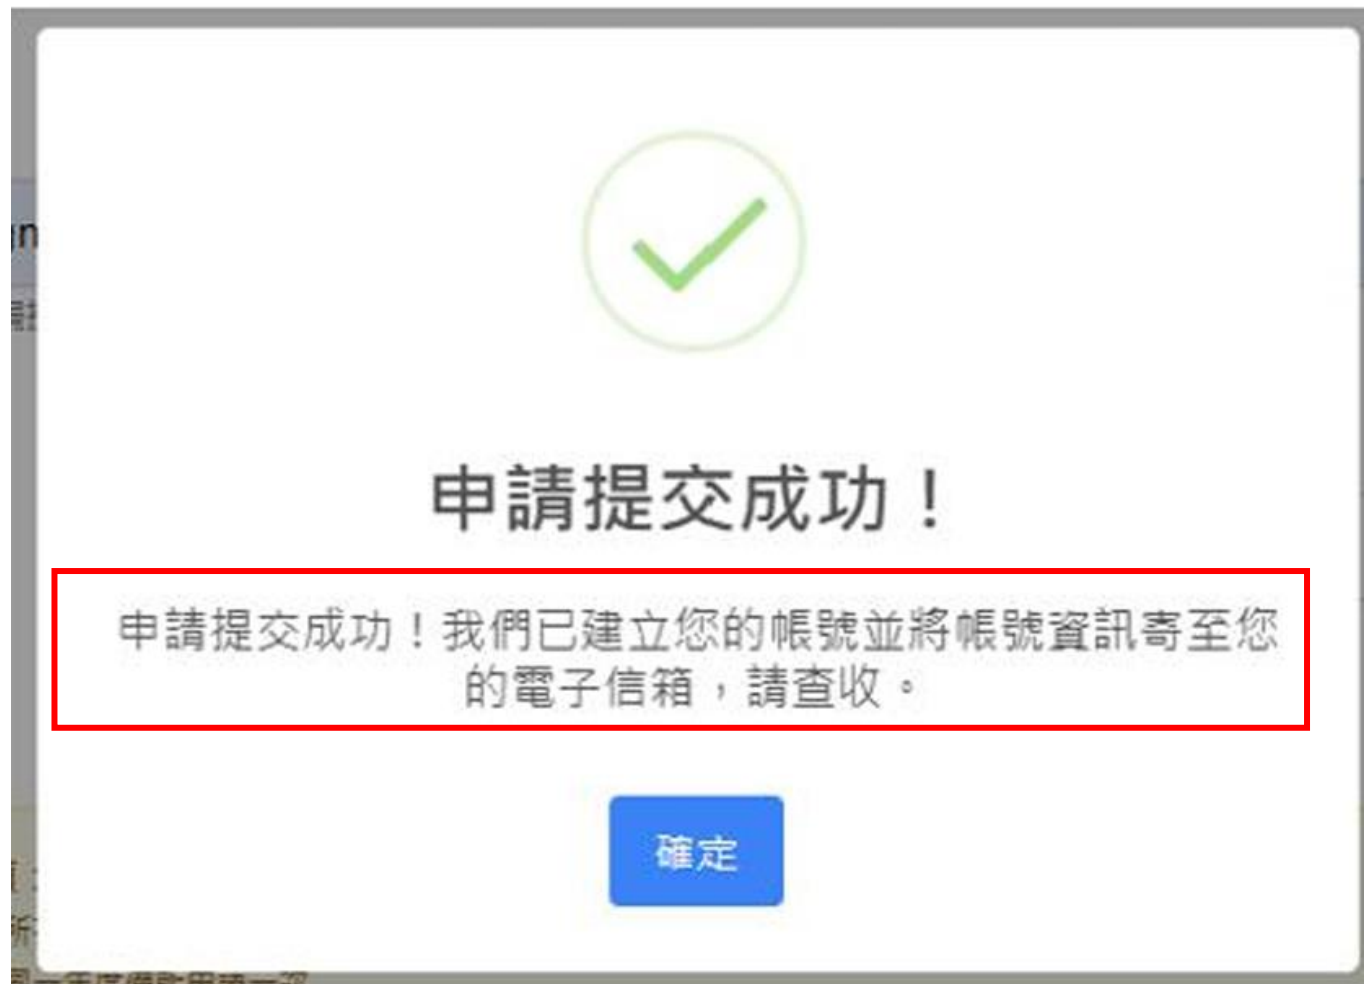 申請提交成功！
申請提交成功！我們已建立您的帳號並將帳號資訊寄至您
的電子信箱，請查收。
確定